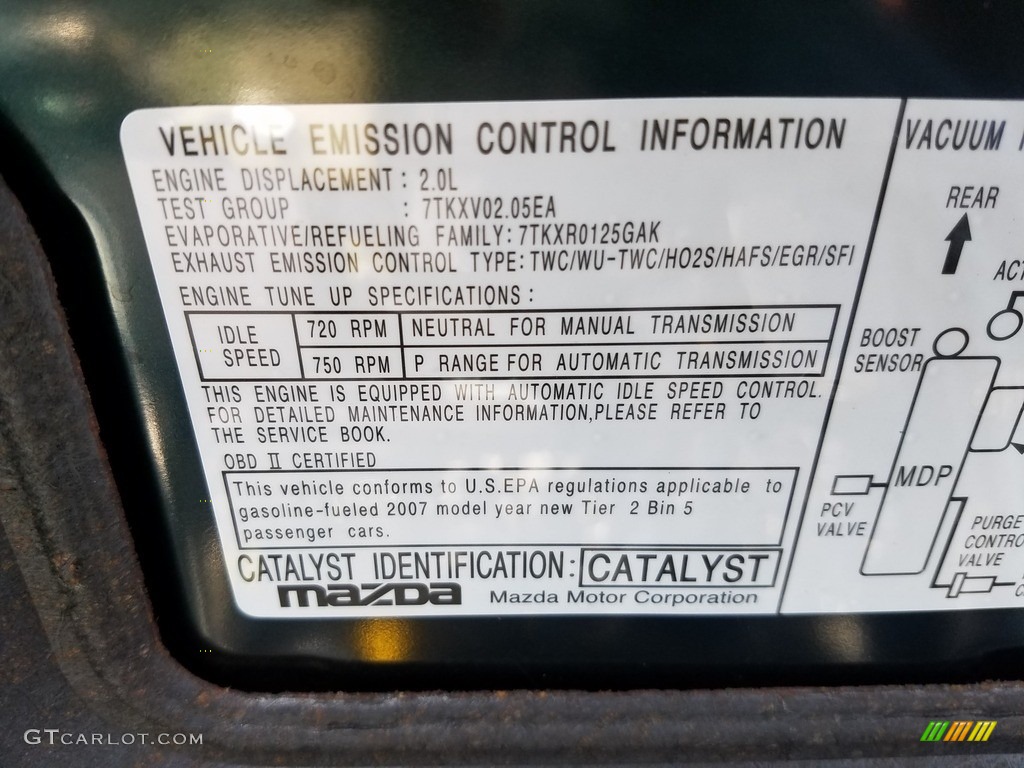 VEHICLE EMISSION CONTROL INFORMATION
ENGINE DISPLACEMENT : 2.0L
TEST GROUP : 7TKXV02.05EA
EVAPORATIVE/REFUELING FAMILY: 7TKXR0125GAK
EXHAUST EMISSION CONTROL TYPE: TWC/WU-TWC/HO2S/HAFS/EGR/SFI
ENGINE TUNE UP SPECIFICATIONS :
IDLE SPEED
720 RPM NEUTRAL FOR MANUAL TRANSMISSION
750 RPM P RANGE FOR AUTOMATIC TRANSMISSION
THIS ENGINE IS EQUIPPED WITH AUTOMATIC IDLE SPEED CONTROL.
FOR DETAILED MAINTENANCE INFORMATION,PLEASE REFER TO
THE SERVICE BOOK.
OBD II CERTIFIED
This vehicle conforms to U.S.EPA regulations applicable to
gasoline-fueled 2007 model year new Tier 2 Bin 5
passenger cars.
CATALYST IDENTIFICATION: CATALYST
mazda Mazda Motor Corporation
VACUUM
REAR
ACT
BOOST
SENSOR
MDP
PCV
VALVE
PURGE
CONTRO
VALVE
GTCARLOT.COM